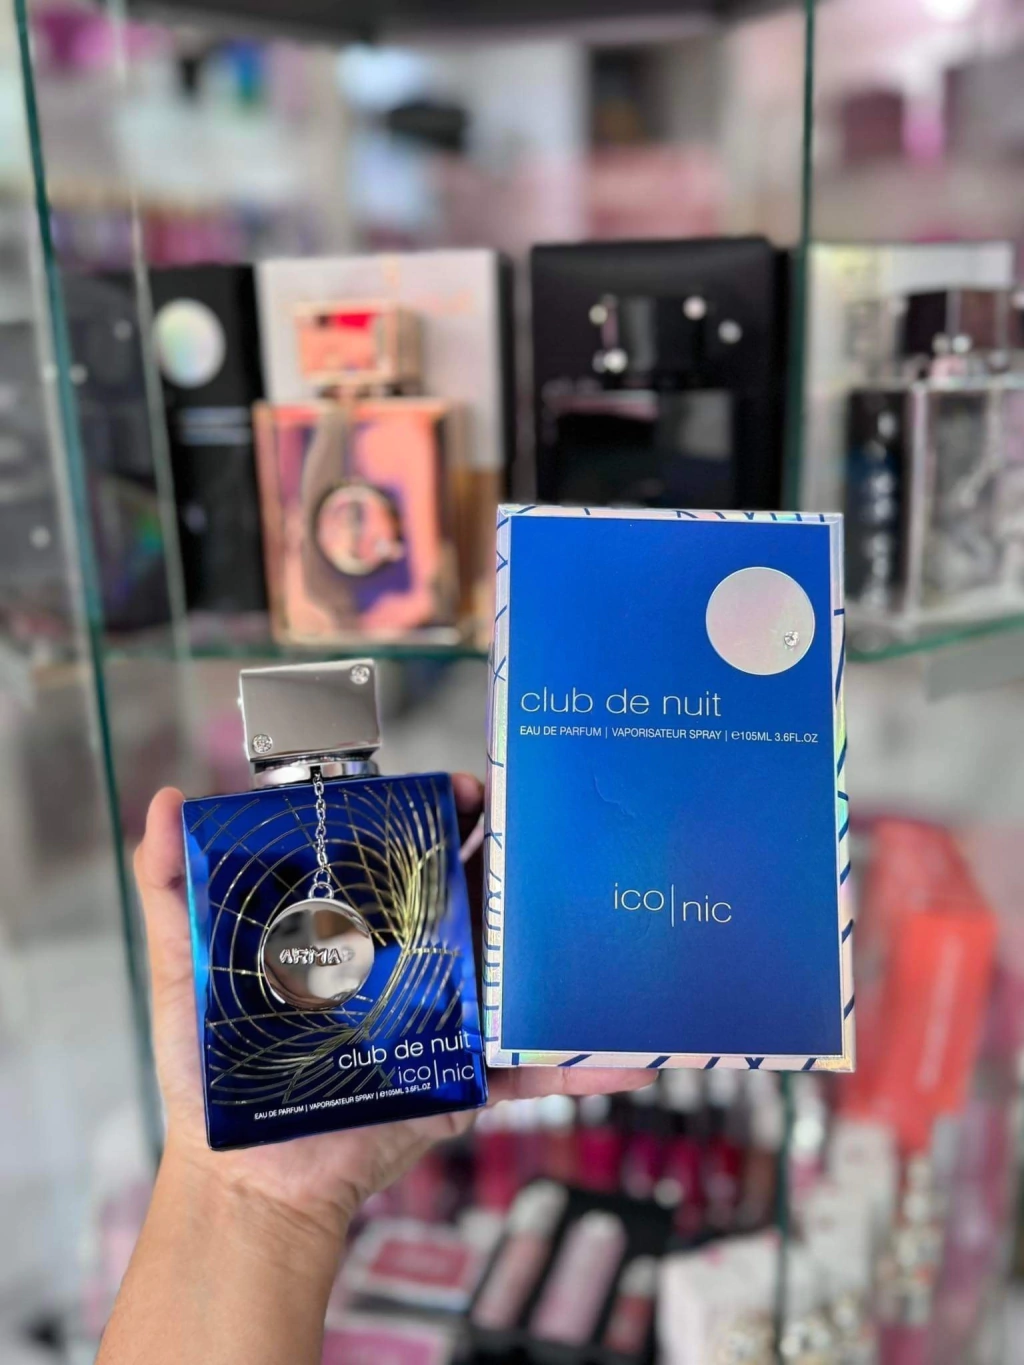 club de nuit
EAU DE PARFUM | VAPORISATEUR SPRAY | ℮105ML 3.6FL.OZ
ico|nic
ARMAF
club de nuit
ico|nic
EAU DE PARFUM | VAPORISATEUR SPRAY | ℮105ML 3.6FL.OZ